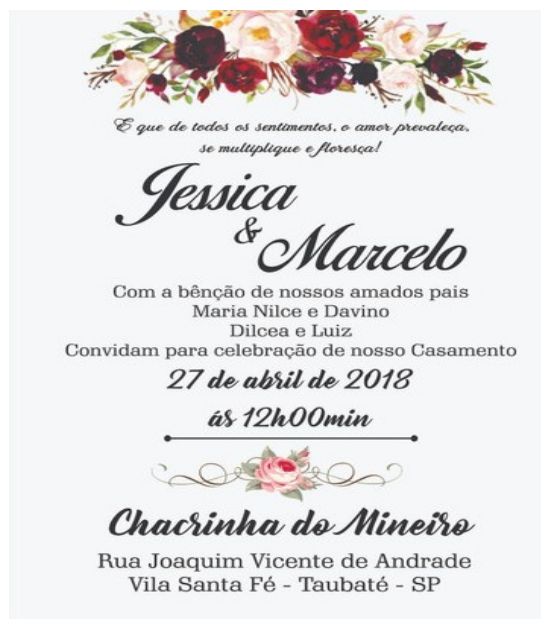 E que de todos os sentimentos, o amor prevaleça,
se multiplique e floresça!
Jessica
&
Marcelo
Com a bênção de nossos amados pais
Maria Nilce e Davino
Dilcea e Luiz
Convidam para celebração de nosso Casamento
27 de abril de 2018
ás 12h00min
Chacrinha do Mineiro
Rua Joaquim Vicente de Andrade
Vila Santa Fé - Taubaté - SP